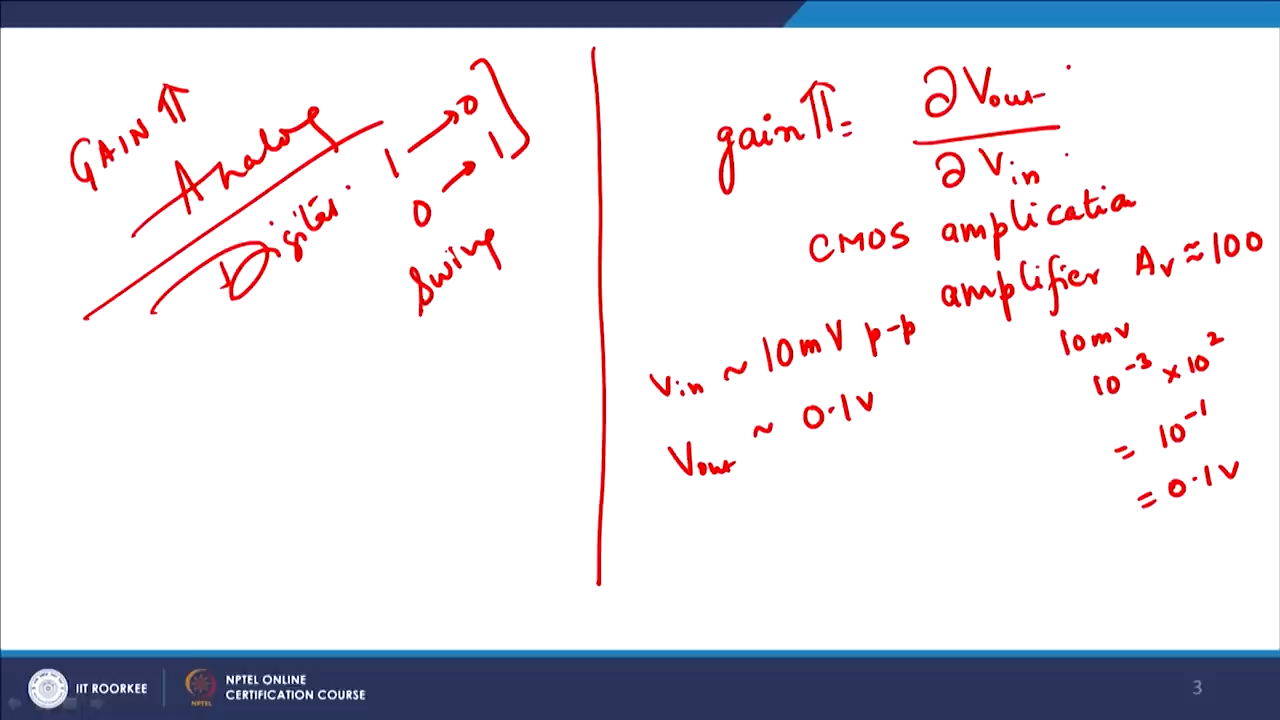 GAIN ⇑
Analog
Digital
1 → 0
0 → 1
Swing
gain ⇑ = ∂Vout / ∂Vin
CMOS amplication
amplifier Av ≈ 100
Vin ~ 10mV p-p
Vout ~ 0.1V
10mv
10⁻³ × 10²
= 10⁻¹
= 0.1V
IIT ROORKEE
NPTEL
NPTEL ONLINE
CERTIFICATION COURSE
3